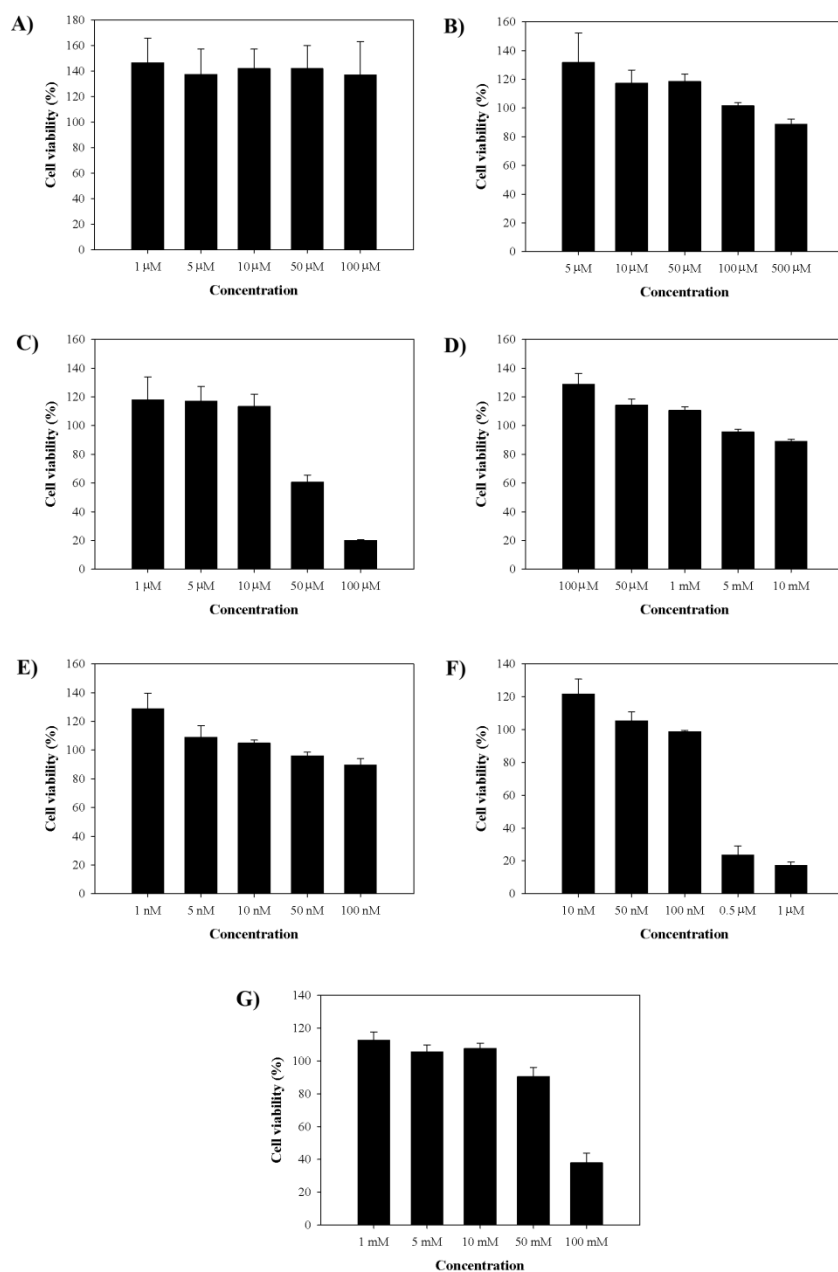 A)
Cell viability (%)
180
160
140
120
100
80
60
40
20
0
1 μM 5 μM 10 μM 50 μM 100 μM
Concentration
B)
Cell viability (%)
160
140
120
100
80
60
40
20
0
5 μM 10 μM 50 μM 100 μM 500 μM
Concentration
C)
Cell viability (%)
160
140
120
100
80
60
40
20
0
1 μM 5 μM 10 μM 50 μM 100 μM
Concentration
D)
Cell viability (%)
160
140
120
100
80
60
40
20
0
100 μM 50 μM 1 mM 5 mM 10 mM
Concentration
E)
Cell viability (%)
160
140
120
100
80
60
40
20
0
1 nM 5 nM 10 nM 50 nM 100 nM
Concentration
F)
Cell viability (%)
140
120
100
80
60
40
20
0
10 nM 50 nM 100 nM 0.5 μM 1 μM
Concentration
G)
Cell viability (%)
140
120
100
80
60
40
20
0
1 mM 5 mM 10 mM 50 mM 100 mM
Concentration